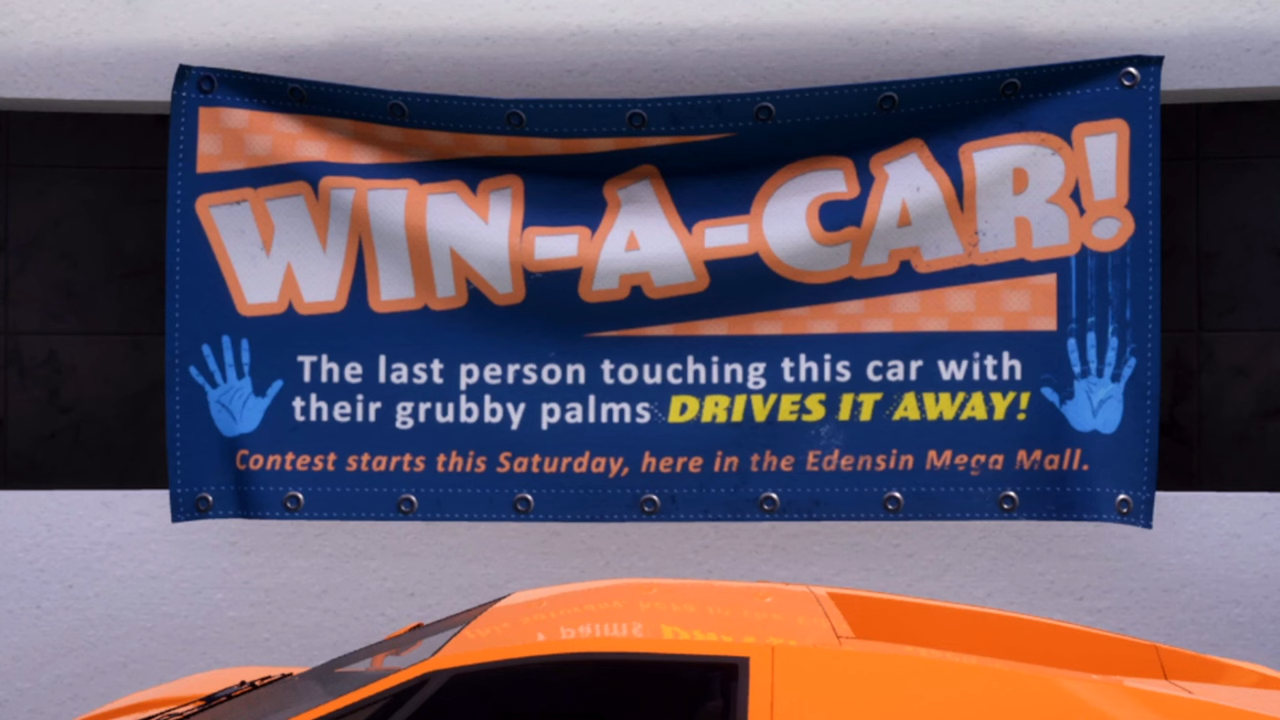 WIN-A-CAR!
The last person touching this car with
their grubby palms DRIVES IT AWAY!
Contest starts this Saturday, here in the Edensin Mega Mall.